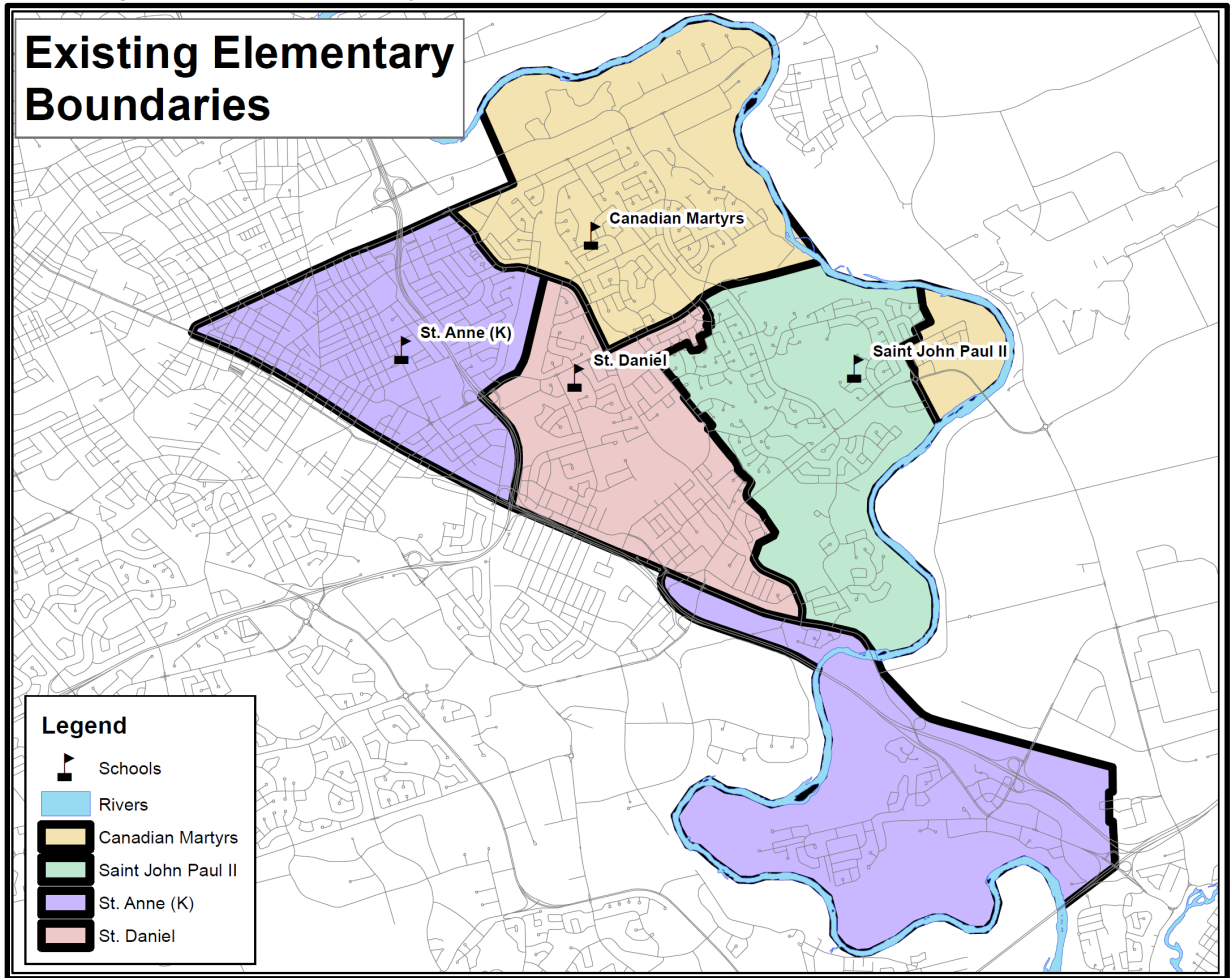 Existing Elementary
Boundaries
Canadian Martyrs
St. Anne (K)
St. Daniel
Saint John Paul II
Legend
Schools
Rivers
Canadian Martyrs
Saint John Paul II
St. Anne (K)
St. Daniel